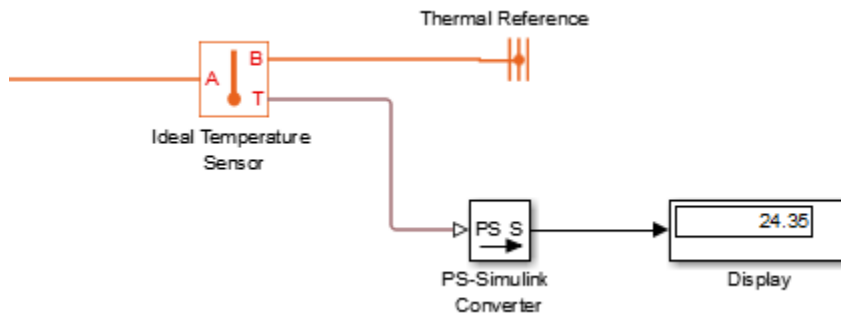 Thermal Reference
A
B
T
Ideal Temperature
Sensor
PS S
PS-Simulink
Converter
24.35
Display